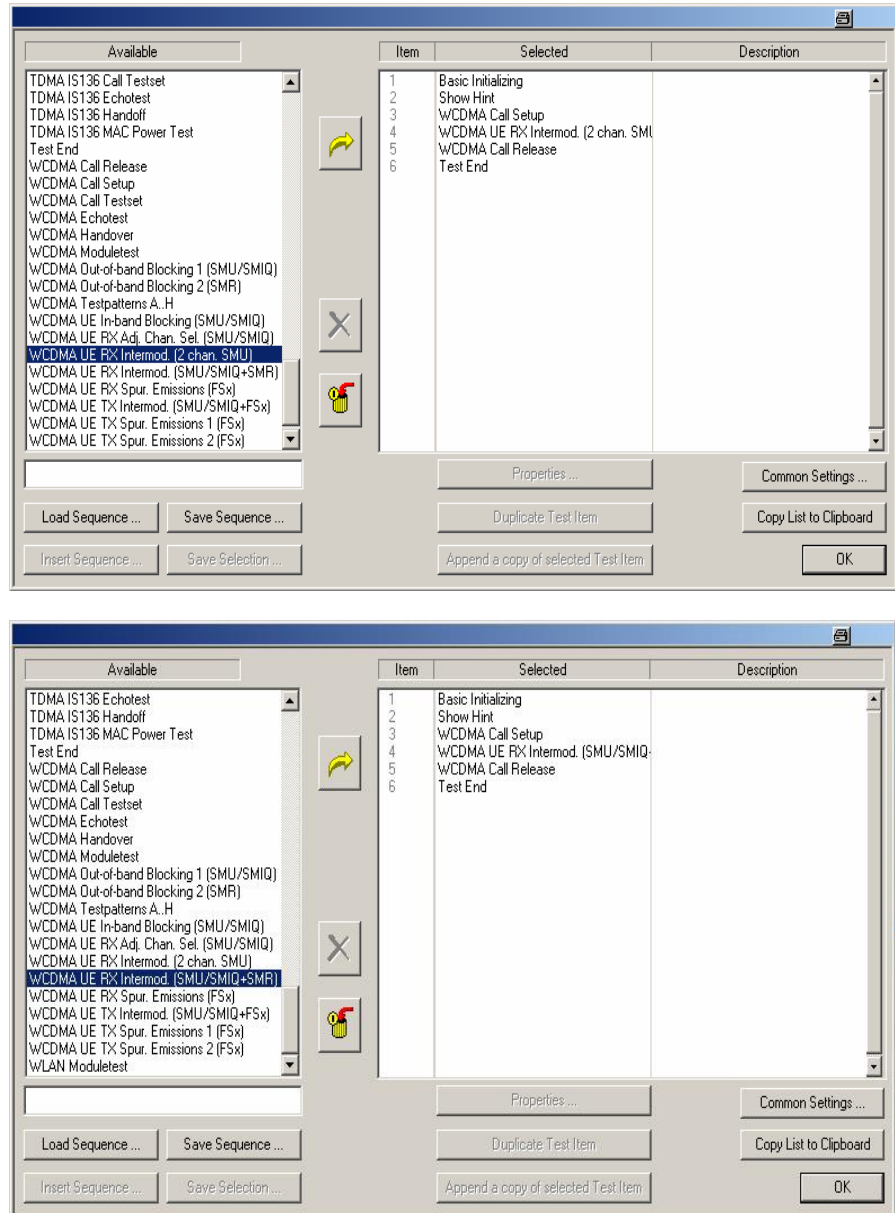 Available
Item Selected Description
TDMA IS136 Call Testset
TDMA IS136 Echotest
TDMA IS136 Handoff
TDMA IS136 MAC Power Test
Test End
WCDMA Call Release
WCDMA Call Setup
WCDMA Call Testset
WCDMA Echotest
WCDMA Handover
WCDMA Moduletest
WCDMA Out-of-band Blocking 1 (SMU/SMIQ)
WCDMA Out-of-band Blocking 2 (SMR)
WCDMA Testpatterns A..H
WCDMA UE In-band Blocking (SMU/SMIQ)
WCDMA UE RX Adj. Chan. Sel. (SMU/SMIQ)
WCDMA UE RX Intermod. (2 chan. SMU)
WCDMA UE RX Intermod. (SMU/SMIQ+SMR)
WCDMA UE RX Spur. Emissions (FSx)
WCDMA UE TX Intermod. (SMU/SMIQ+FSx)
WCDMA UE TX Spur. Emissions 1 (FSx)
WCDMA UE TX Spur. Emissions 2 (FSx)
1 Basic Initializing
2 Show Hint
3 WCDMA Call Setup
4 WCDMA UE RX Intermod. (2 chan. SMU
5 WCDMA Call Release
6 Test End
Properties ...
Common Settings ...
Load Sequence ...
Save Sequence ...
Duplicate Test Item
Copy List to Clipboard
Insert Sequence ...
Save Selection ...
Append a copy of selected Test Item
OK
Available
Item Selected Description
TDMA IS136 Echotest
TDMA IS136 Handoff
TDMA IS136 MAC Power Test
Test End
WCDMA Call Release
WCDMA Call Setup
WCDMA Call Testset
WCDMA Echotest
WCDMA Handover
WCDMA Moduletest
WCDMA Out-of-band Blocking 1 (SMU/SMIQ)
WCDMA Out-of-band Blocking 2 (SMR)
WCDMA Testpatterns A..H
WCDMA UE In-band Blocking (SMU/SMIQ)
WCDMA UE RX Adj. Chan. Sel. (SMU/SMIQ)
WCDMA UE RX Intermod. (2 chan. SMU)
WCDMA UE RX Intermod. (SMU/SMIQ+SMR)
WCDMA UE RX Spur. Emissions (FSx)
WCDMA UE TX Intermod. (SMU/SMIQ+FSx)
WCDMA UE TX Spur. Emissions 1 (FSx)
WCDMA UE TX Spur. Emissions 2 (FSx)
WLAN Moduletest
1 Basic Initializing
2 Show Hint
3 WCDMA Call Setup
4 WCDMA UE RX Intermod. (SMU/SMIQ-
5 WCDMA Call Release
6 Test End
Properties ...
Common Settings ...
Load Sequence ...
Save Sequence ...
Duplicate Test Item
Copy List to Clipboard
Insert Sequence ...
Save Selection ...
Append a copy of selected Test Item
OK